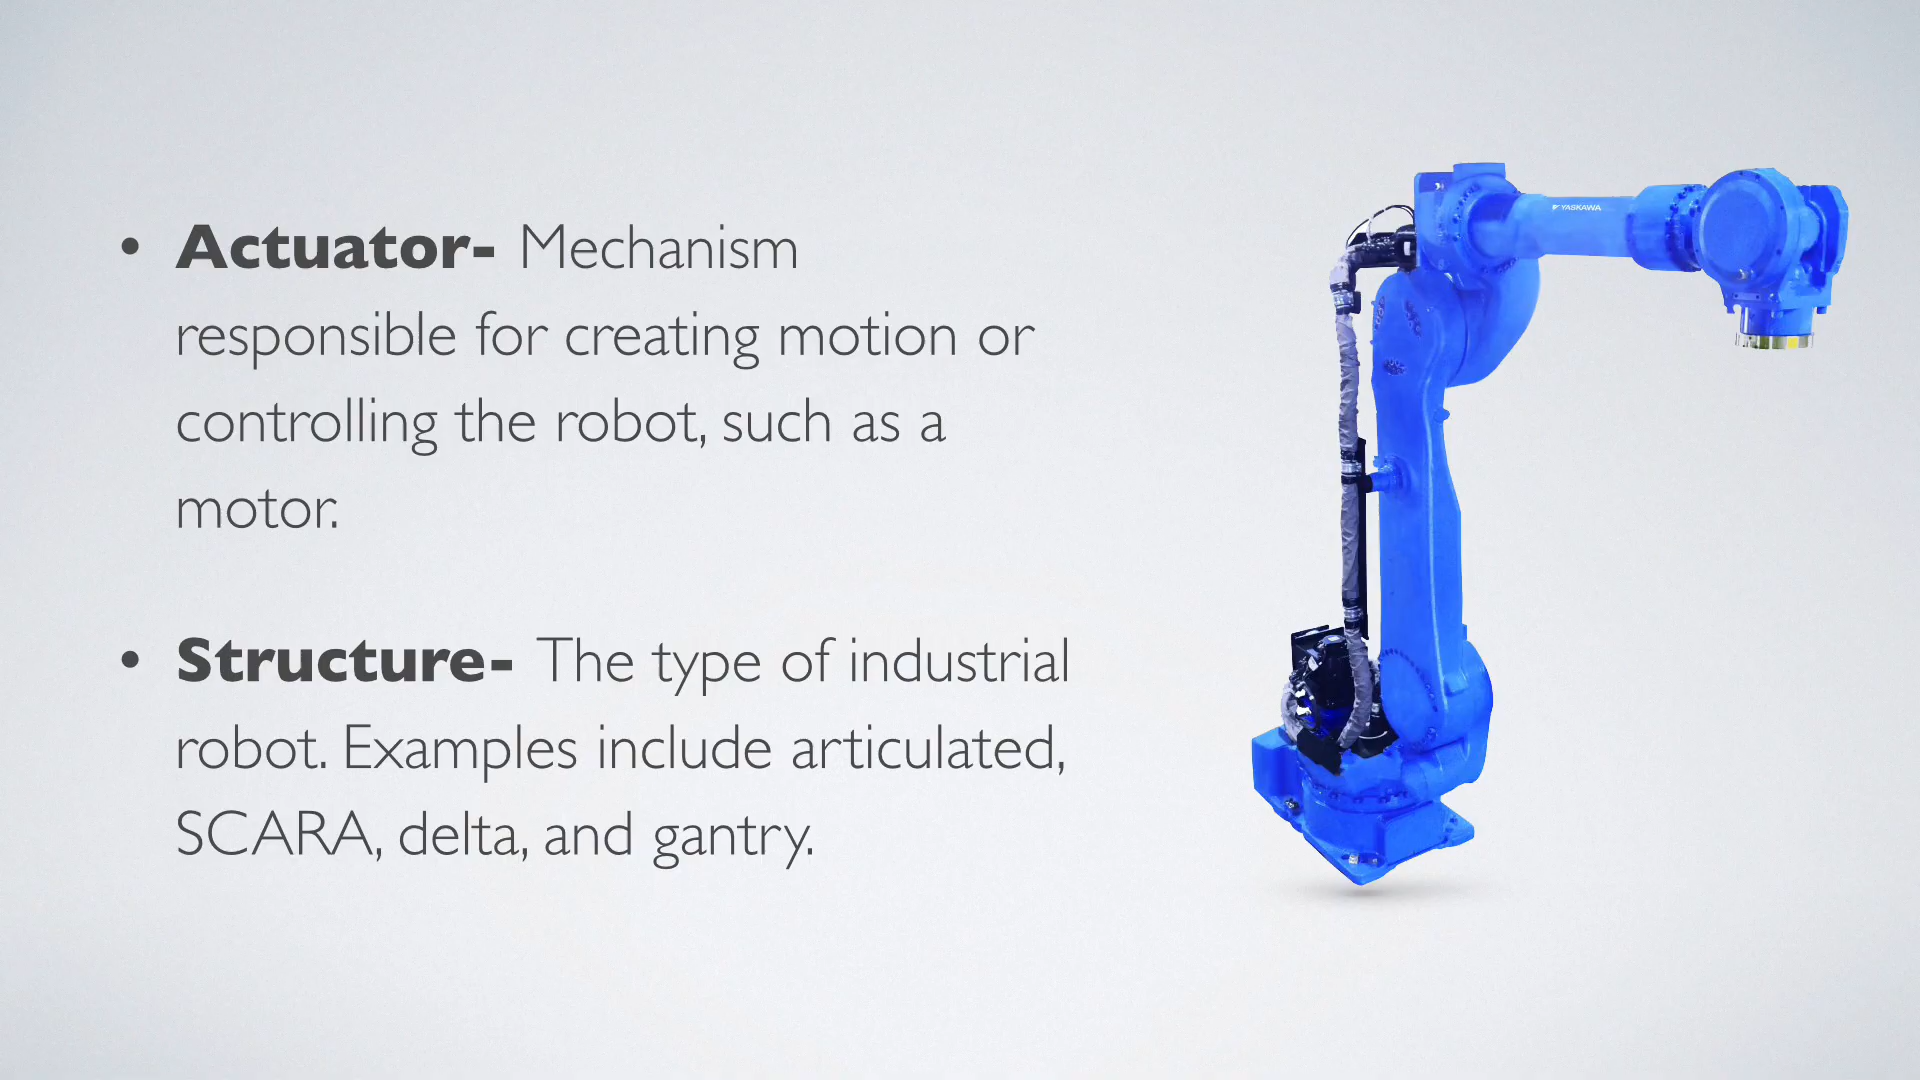 • Actuator- Mechanism
responsible for creating motion or
controlling the robot, such as a
motor.
• Structure- The type of industrial
robot. Examples include articulated,
SCARA, delta, and gantry.
YASKAWA